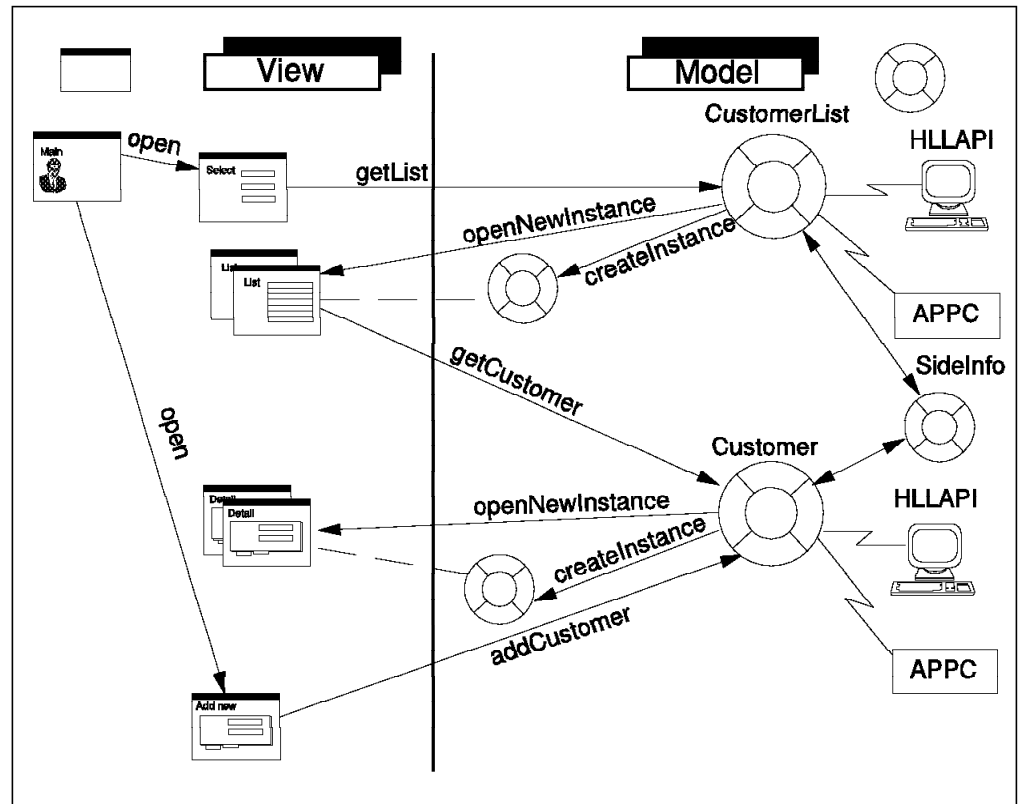 View
Model
CustomerList
HLLAPI
Main
open
Select
getList
openNewInstance
createInstance
List
List
APPC
getCustomer
SideInfo
open
Customer
Detail
Detail
openNewInstance
createInstance
HLLAPI
addCustomer
APPC
Add new